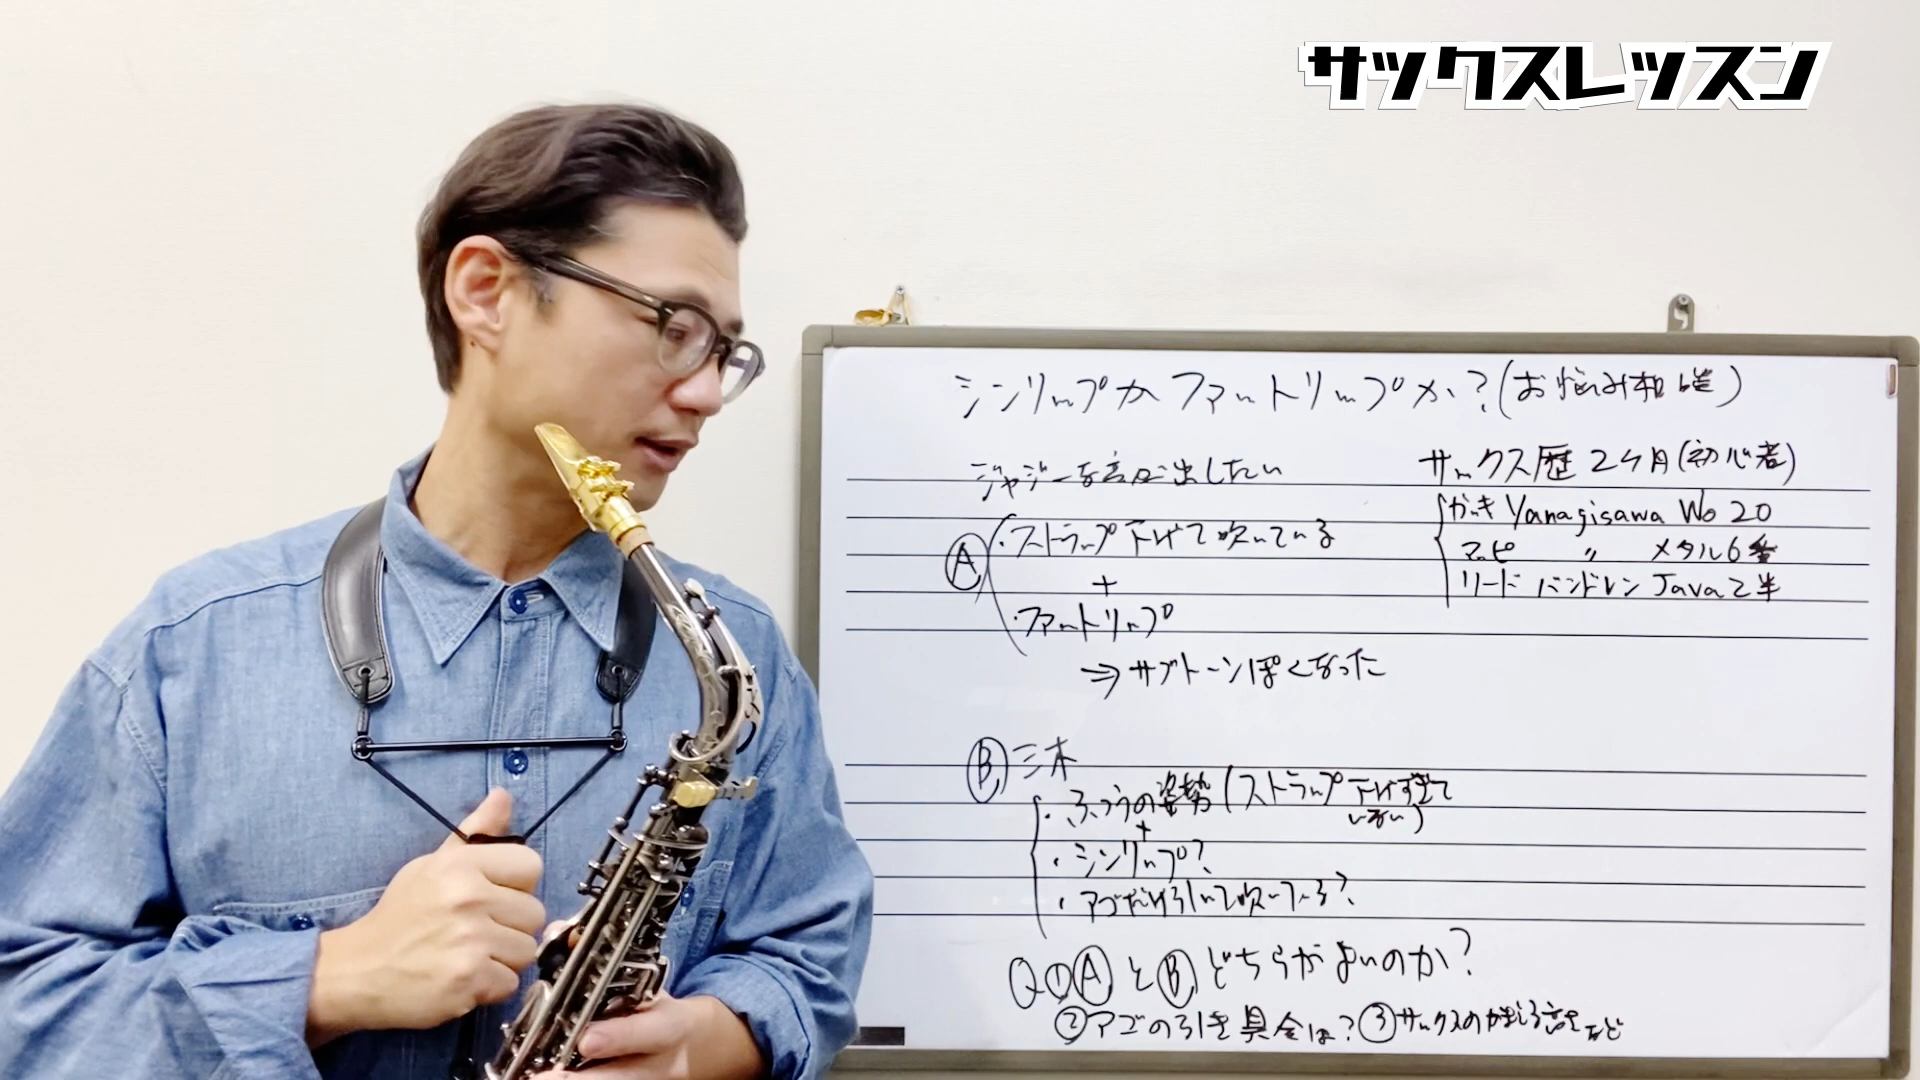 サックスレッスン
シンリップか ファットリップか?(お悩み相談)
ジャジーな音が出したい
サックス歴 2ヶ月(初心者)
がっき Yanagisawa Wo 20
マッピ 〃 メタル6番
リード バンドレン Java 2半
Ⓐ
・ストラップ下げて吹いている
+
・ファットリップ
⇒ サブトーンぽくなった
Ⓑ 三木
・ふつうの姿勢(ストラップ下げすぎていない)
+
・シンリップ?
・アゴだけ引いて吹いている?
Q①ⒶとⒷどちらがよいのか?
②アゴの引き具合は? ③サックスのかまえる など